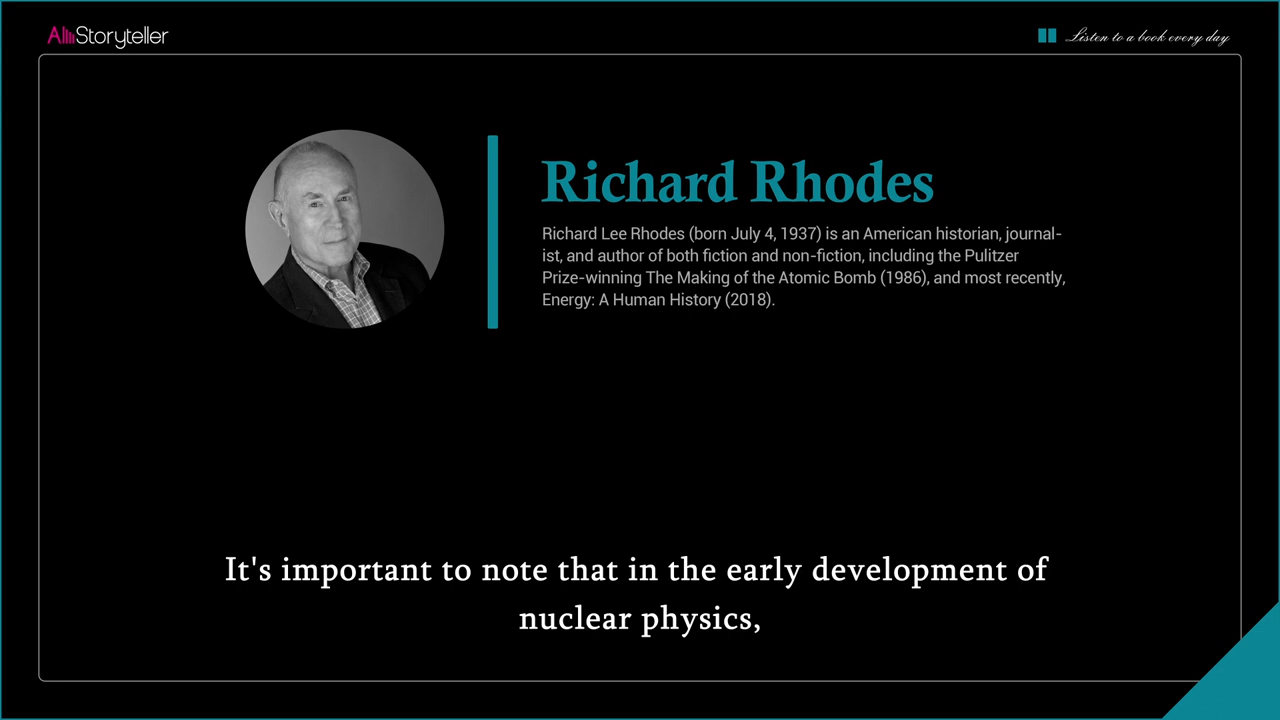 AllStoryteller
Listen to a book every day
Richard Rhodes
Richard Lee Rhodes (born July 4, 1937) is an American historian, journal-
ist, and author of both fiction and non-fiction, including the Pulitzer
Prize-winning The Making of the Atomic Bomb (1986), and most recently,
Energy: A Human History (2018).
It's important to note that in the early development of
nuclear physics,